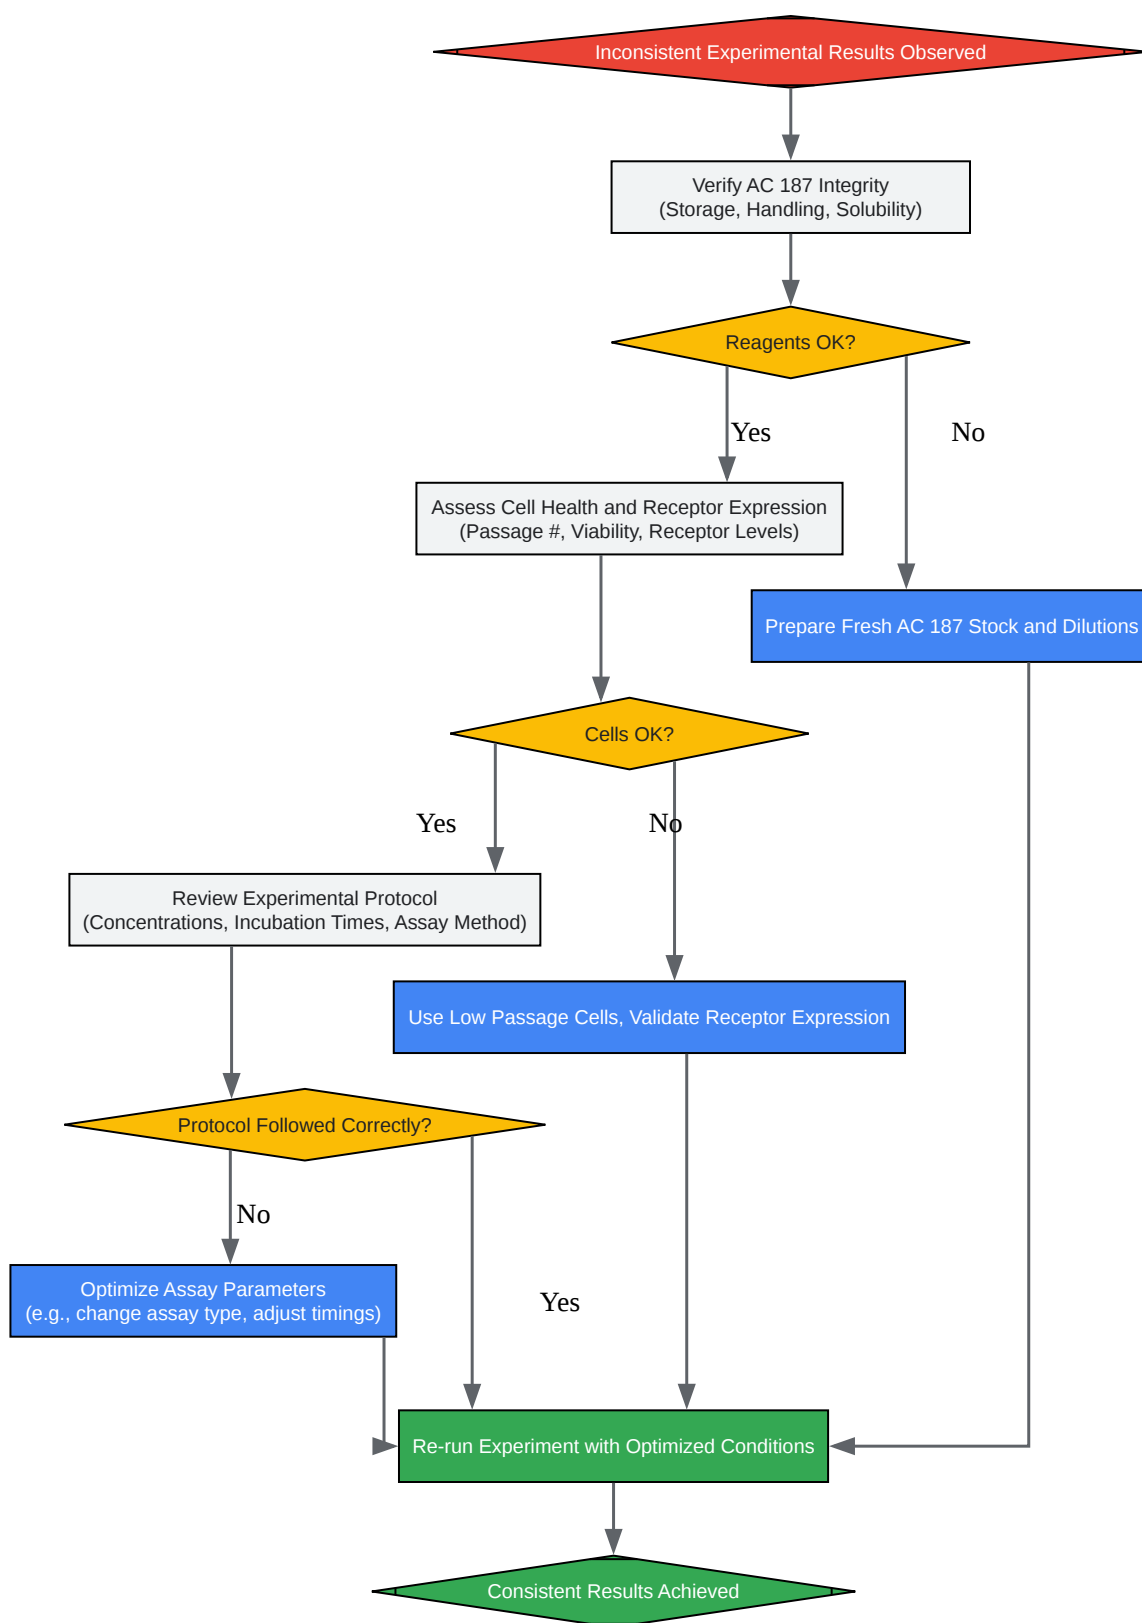 Inconsistent Experimental Results Observed
Verify AC 187 Integrity
(Storage, Handling, Solubility)
Reagents OK?
Yes
No
Assess Cell Health and Receptor Expression
(Passage #, Viability, Receptor Levels)
Prepare Fresh AC 187 Stock and Dilutions
Cells OK?
Yes
No
Review Experimental Protocol
(Concentrations, Incubation Times, Assay Method)
Use Low Passage Cells, Validate Receptor Expression
Protocol Followed Correctly?
No
Optimize Assay Parameters
(e.g., change assay type, adjust timings)
Yes
Re-run Experiment with Optimized Conditions
Consistent Results Achieved